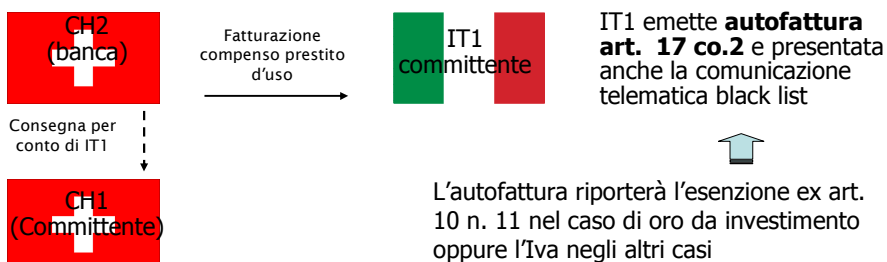 CH2
(banca)
Fatturazione
compenso prestito
d'uso
IT1
committente
IT1 emette autofattura
art. 17 co.2 e presentata
anche la comunicazione
telematica black list
Consegna per
conto di IT1
CH1
(Committente)
L'autofattura riporterà l'esenzione ex art.
10 n. 11 nel caso di oro da investimento
oppure l'Iva negli altri casi